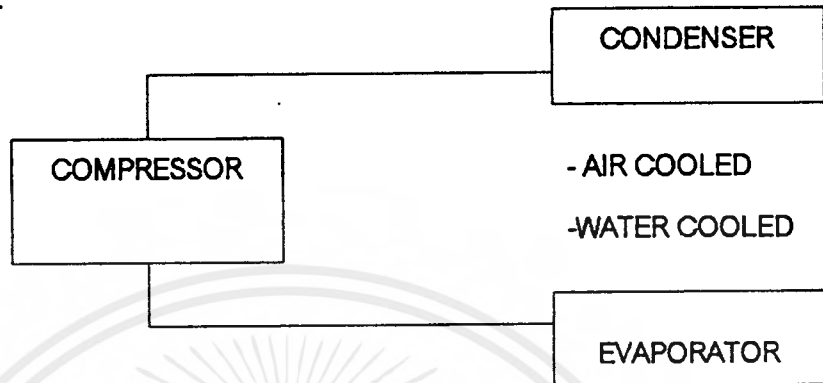 CONDENSER
COMPRESSOR
- AIR COOLED
-WATER COOLED
EVAPORATOR